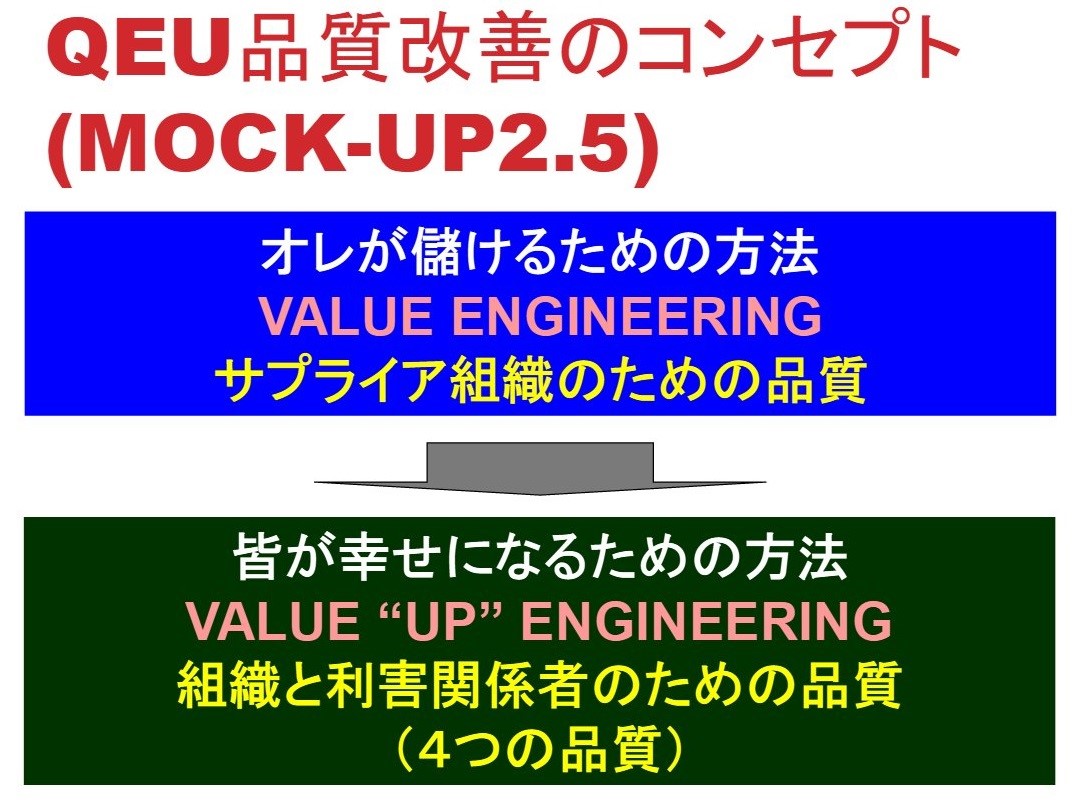 QEU品質改善のコンセプト
(MOCK-UP2.5)
オレが儲けるための方法
VALUE ENGINEERING
サプライア組織のための品質
皆が幸せになるための方法
VALUE “UP” ENGINEERING
組織と利害関係者のための品質
（４つの品質）